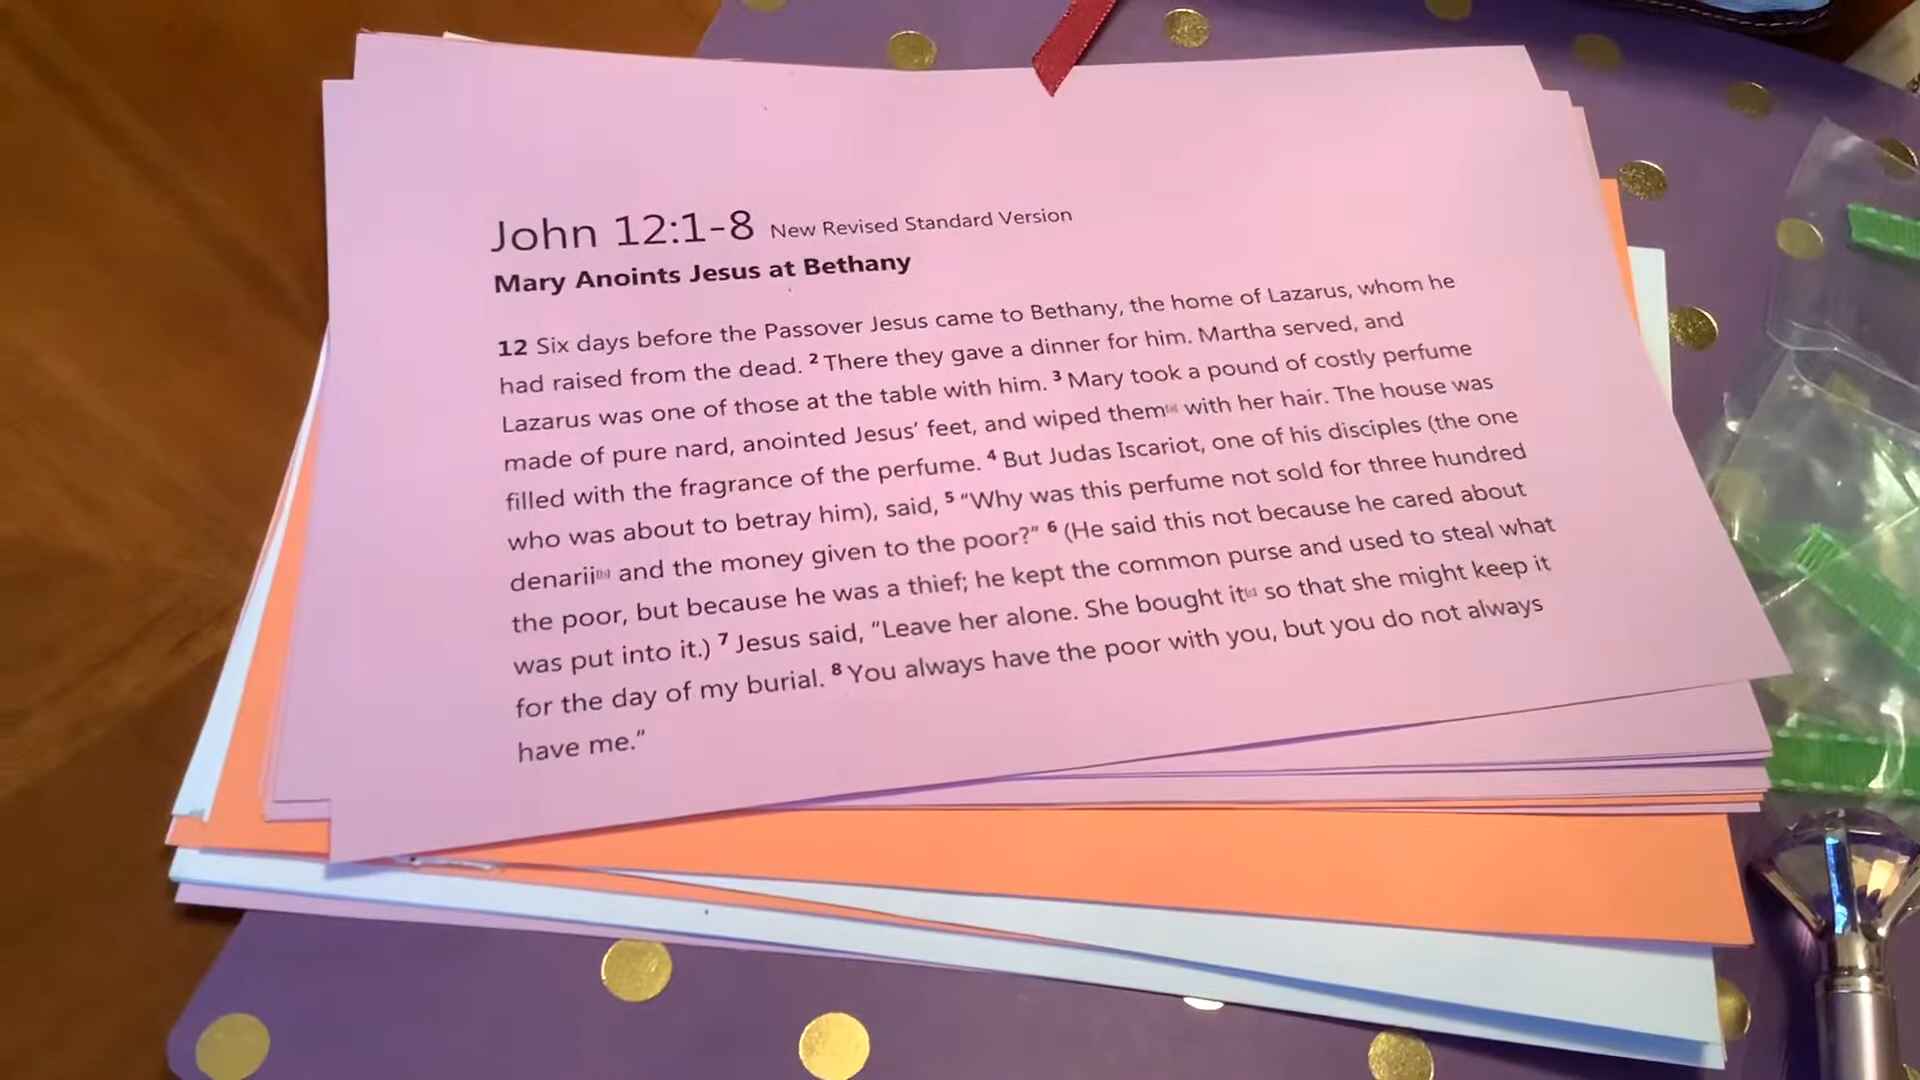 John 12:1-8 New Revised Standard Version
Mary Anoints Jesus at Bethany
12 Six days before the Passover Jesus came to Bethany, the home of Lazarus, whom he
had raised from the dead. 2 There they gave a dinner for him. Martha served, and
Lazarus was one of those at the table with him. 3 Mary took a pound of costly perfume
made of pure nard, anointed Jesus’ feet, and wiped them with her hair. The house was
filled with the fragrance of the perfume. 4 But Judas Iscariot, one of his disciples (the one
who was about to betray him), said, 5 “Why was this perfume not sold for three hundred
denarii and the money given to the poor?” 6 (He said this not because he cared about
the poor, but because he was a thief; he kept the common purse and used to steal what
was put into it.) 7 Jesus said, “Leave her alone. She bought it so that she might keep it
for the day of my burial. 8 You always have the poor with you, but you do not always
have me.”